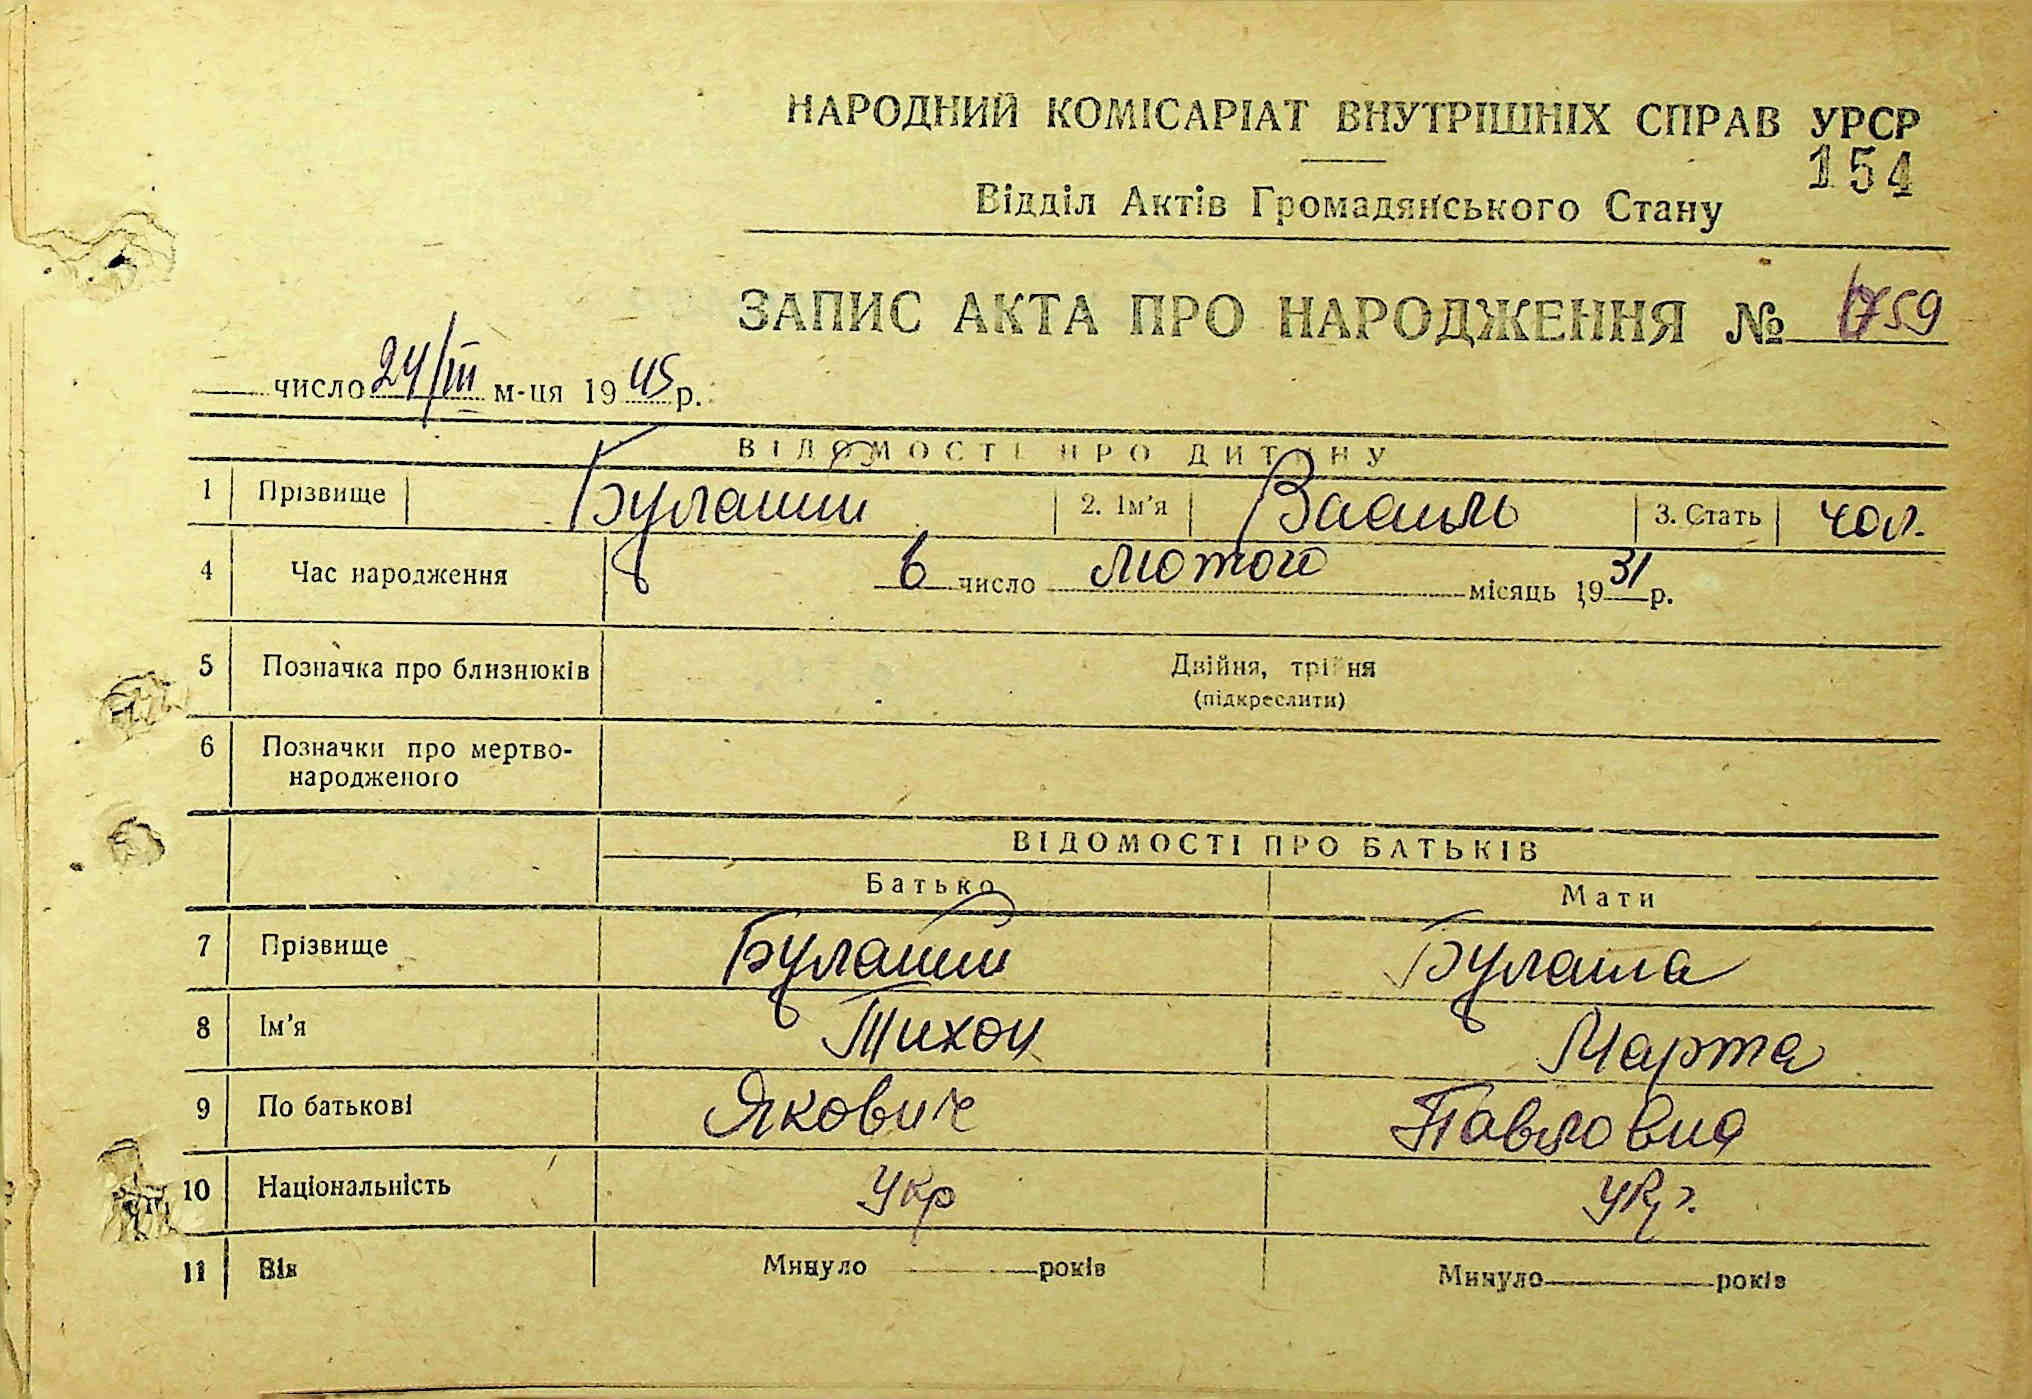 НАРОДНИЙ КОМІСАРІАТ ВНУТРІШНІХ СПРАВ УРСР
154
Відділ Актів Громадянського Стану
ЗАПИС АКТА ПРО НАРОДЖЕННЯ № 759
число 24/III м-ця 1945 р.
ВІДОМОСТІ ПРО ДИТИНУ
1 Прізвище Булаший 2. Ім'я Василь 3. Стать чол.
4 Час народження 6 число лютого місяць 1931 р.
5 Позначка про близнюків Двійня, трійня
(підкреслити)
6 Позначки про мертво-
народженого
ВІДОМОСТІ ПРО БАТЬКІВ
Батько Мати
7 Прізвище Булаший Булаша
8 Ім'я Тихон Марта
9 По батькові Якович Павловна
10 Національність Укр Укр.
11 Вік Минуло років Минуло років